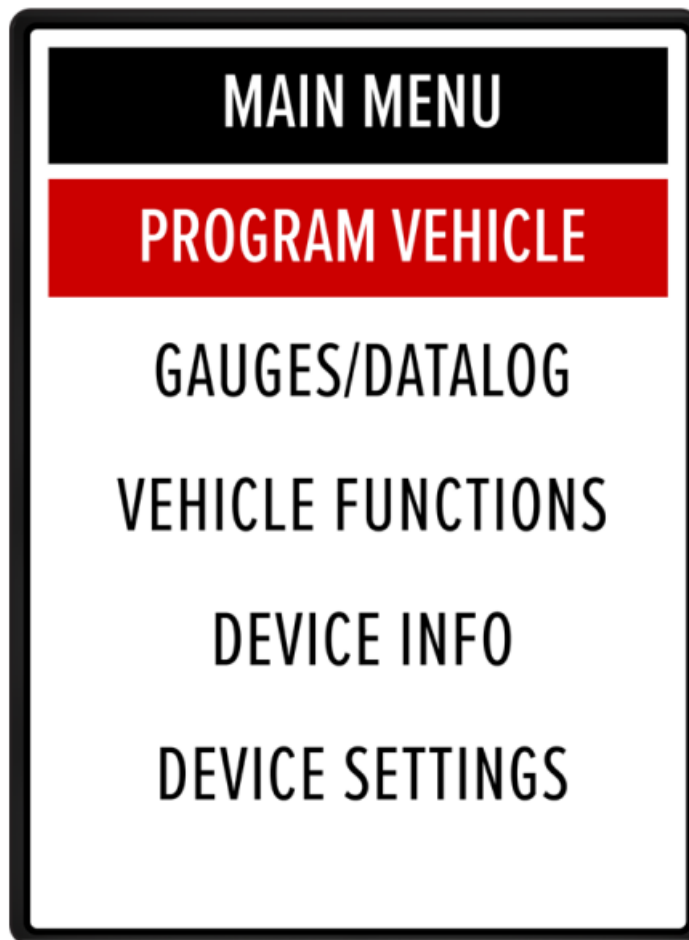 MAIN MENU
PROGRAM VEHICLE
GAUGES/DATALOG
VEHICLE FUNCTIONS
DEVICE INFO
DEVICE SETTINGS